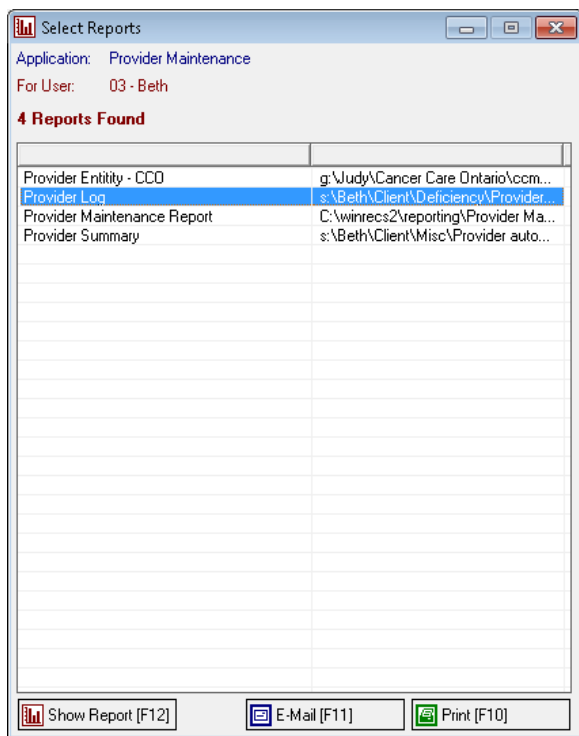 Select Reports
Application: Provider Maintenance
For User: 03 - Beth
4 Reports Found
Provider Entitity - CCO g:\Judy\Cancer Care Ontario\ccm...
Provider Log s:\Beth\Client\Deficiency\Provider...
Provider Maintenance Report C:\winrecs2\reporting\Provider Ma...
Provider Summary s:\Beth\Client\Misc\Provider auto...
Show Report [F12] E-Mail [F11] Print [F10]